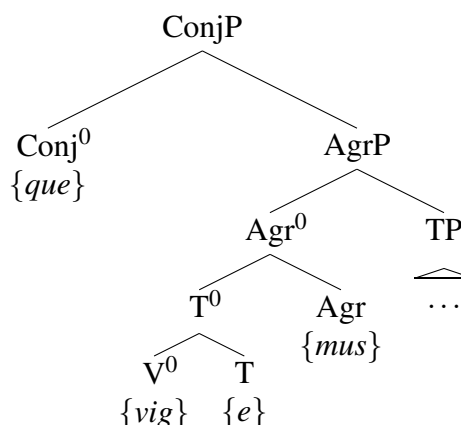 ConjP
Conj⁰ AgrP
{que}
Agr⁰ TP
T⁰ Agr ...
{mus}
V⁰ T
{vig} {e}